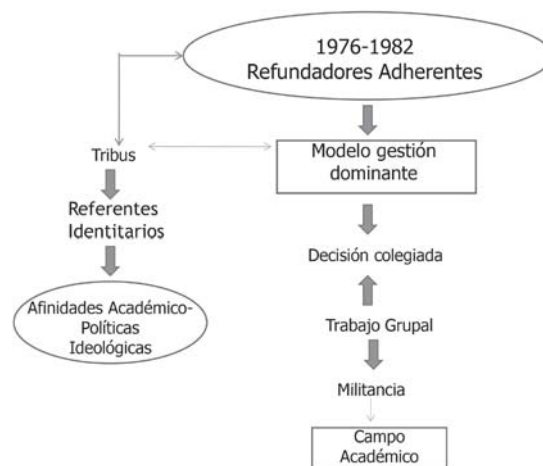 1976-1982
Refundadores Adherentes
Tribus
Modelo gestión
dominante
Referentes
Identitarios
Decisión colegiada
Afinidades Académico-
Políticas
Ideológicas
Trabajo Grupal
Militancia
Campo
Académico